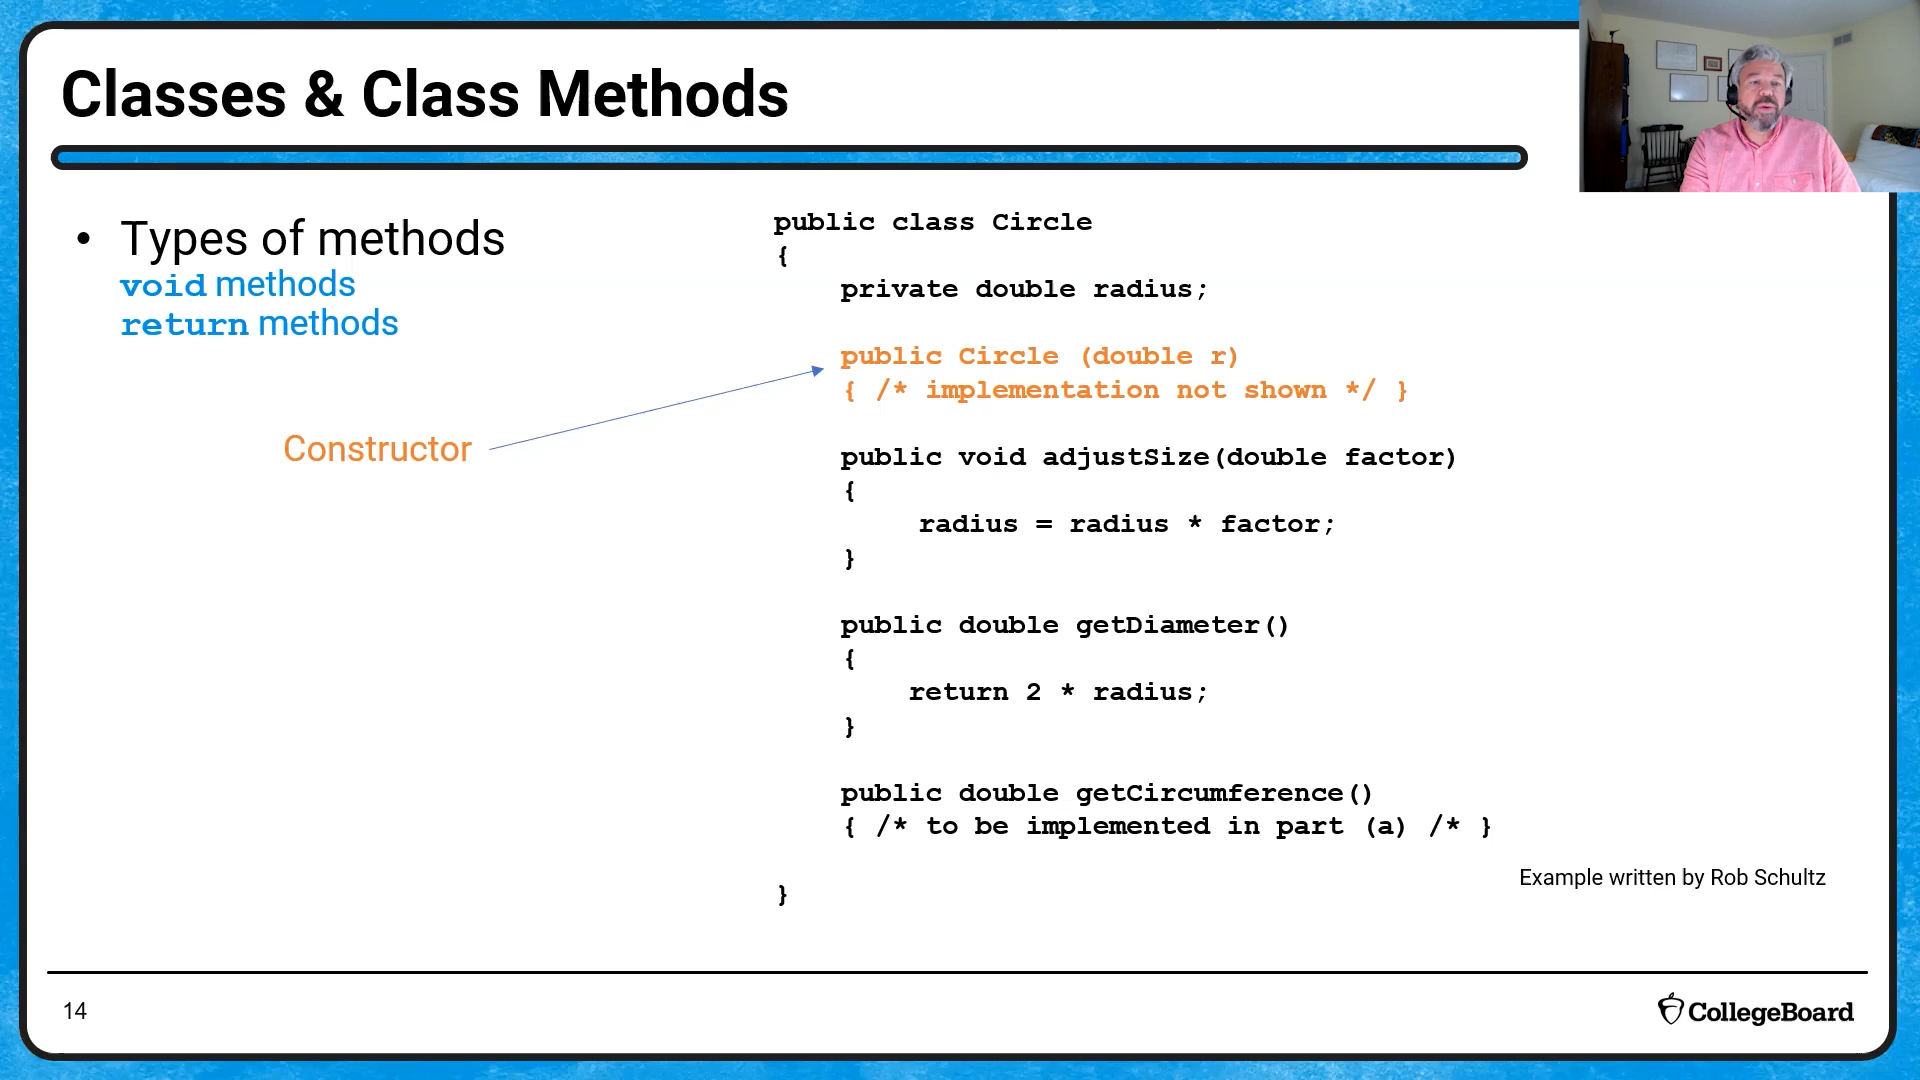 Classes & Class Methods
• Types of methods
void methods
return methods
Constructor
public class Circle
{
private double radius;
public Circle (double r)
{ /* implementation not shown */ }
public void adjustSize(double factor)
{
radius = radius * factor;
}
public double getDiameter()
{
return 2 * radius;
}
public double getCircumference()
{ /* to be implemented in part (a) /* }
}
Example written by Rob Schultz
14
CollegeBoard